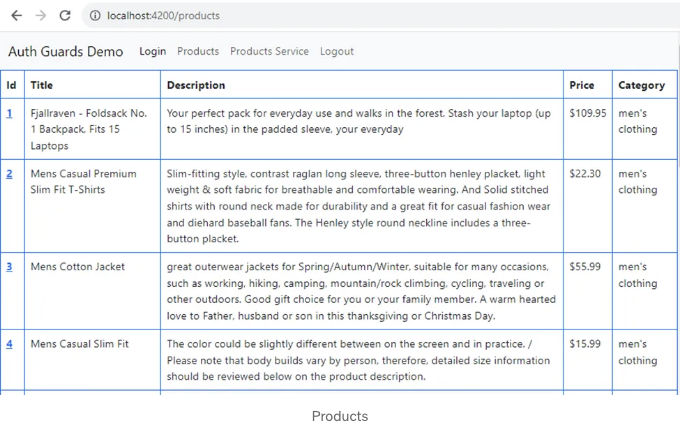 localhost:4200/products
Auth Guards Demo Login Products Products Service Logout
Id Title Description Price Category
1 Fjallraven - Foldsack No. Your perfect pack for everyday use and walks in the forest. Stash your laptop (up $109.95 men's
1 Backpack, Fits 15 to 15 inches) in the padded sleeve, your everyday clothing
Laptops
2 Mens Casual Premium Slim-fitting style, contrast raglan long sleeve, three-button henley placket, light $22.30 men's
Slim Fit T-Shirts weight & soft fabric for breathable and comfortable wearing. And Solid stitched clothing
shirts with round neck made for durability and a great fit for casual fashion wear
and diehard baseball fans. The Henley style round neckline includes a three-
button placket.
3 Mens Cotton Jacket great outerwear jackets for Spring/Autumn/Winter, suitable for many occasions, $55.99 men's
such as working, hiking, camping, mountain/rock climbing, cycling, traveling or clothing
other outdoors. Good gift choice for you or your family member. A warm hearted
love to Father, husband or son in this thanksgiving or Christmas Day.
4 Mens Casual Slim Fit The color could be slightly different between on the screen and in practice. / $15.99 men's
Please note that body builds vary by person, therefore, detailed size information clothing
should be reviewed below on the product description.
Products